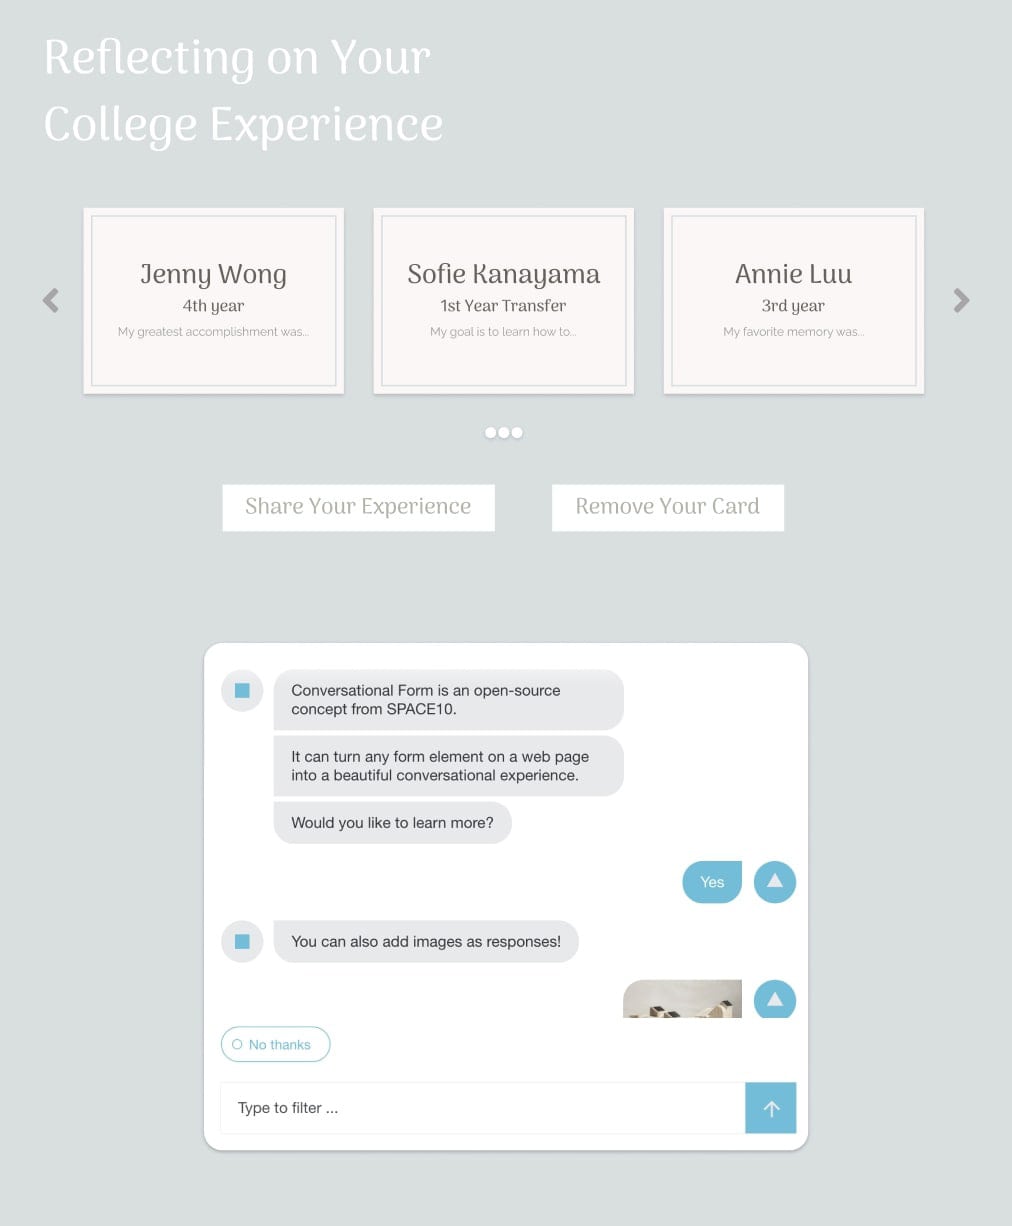 Reflecting on Your
College Experience
Jenny Wong
4th year
My greatest accomplishment was...
Sofie Kanayama
1st Year Transfer
My goal is to learn how to...
Annie Luu
3rd year
My favorite memory was...
Share Your Experience
Remove Your Card
Conversational Form is an open-source
concept from SPACE10.
It can turn any form element on a web page
into a beautiful conversational experience.
Would you like to learn more?
Yes
You can also add images as responses!
No thanks
Type to filter ...